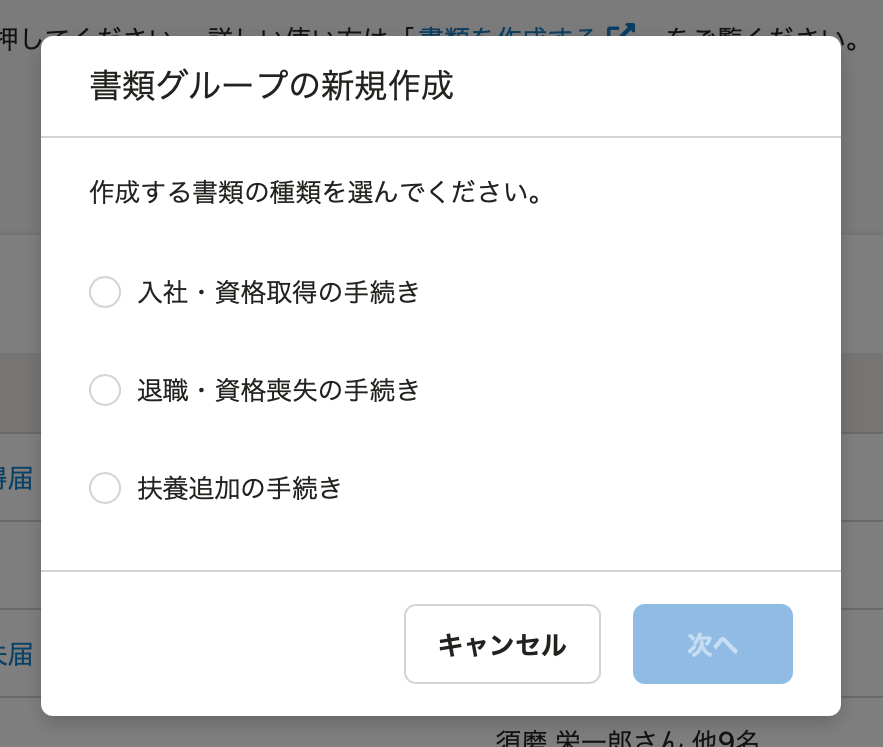 押してください。詳しい使い方は「書類を作成する 」をご覧ください。
書類グループの新規作成
作成する書類の種類を選んでください。
入社・資格取得の手続き
退職・資格喪失の手続き
得届
扶養追加の手続き
キャンセル
次へ
失届
須磨 栄一郎さん 他9名